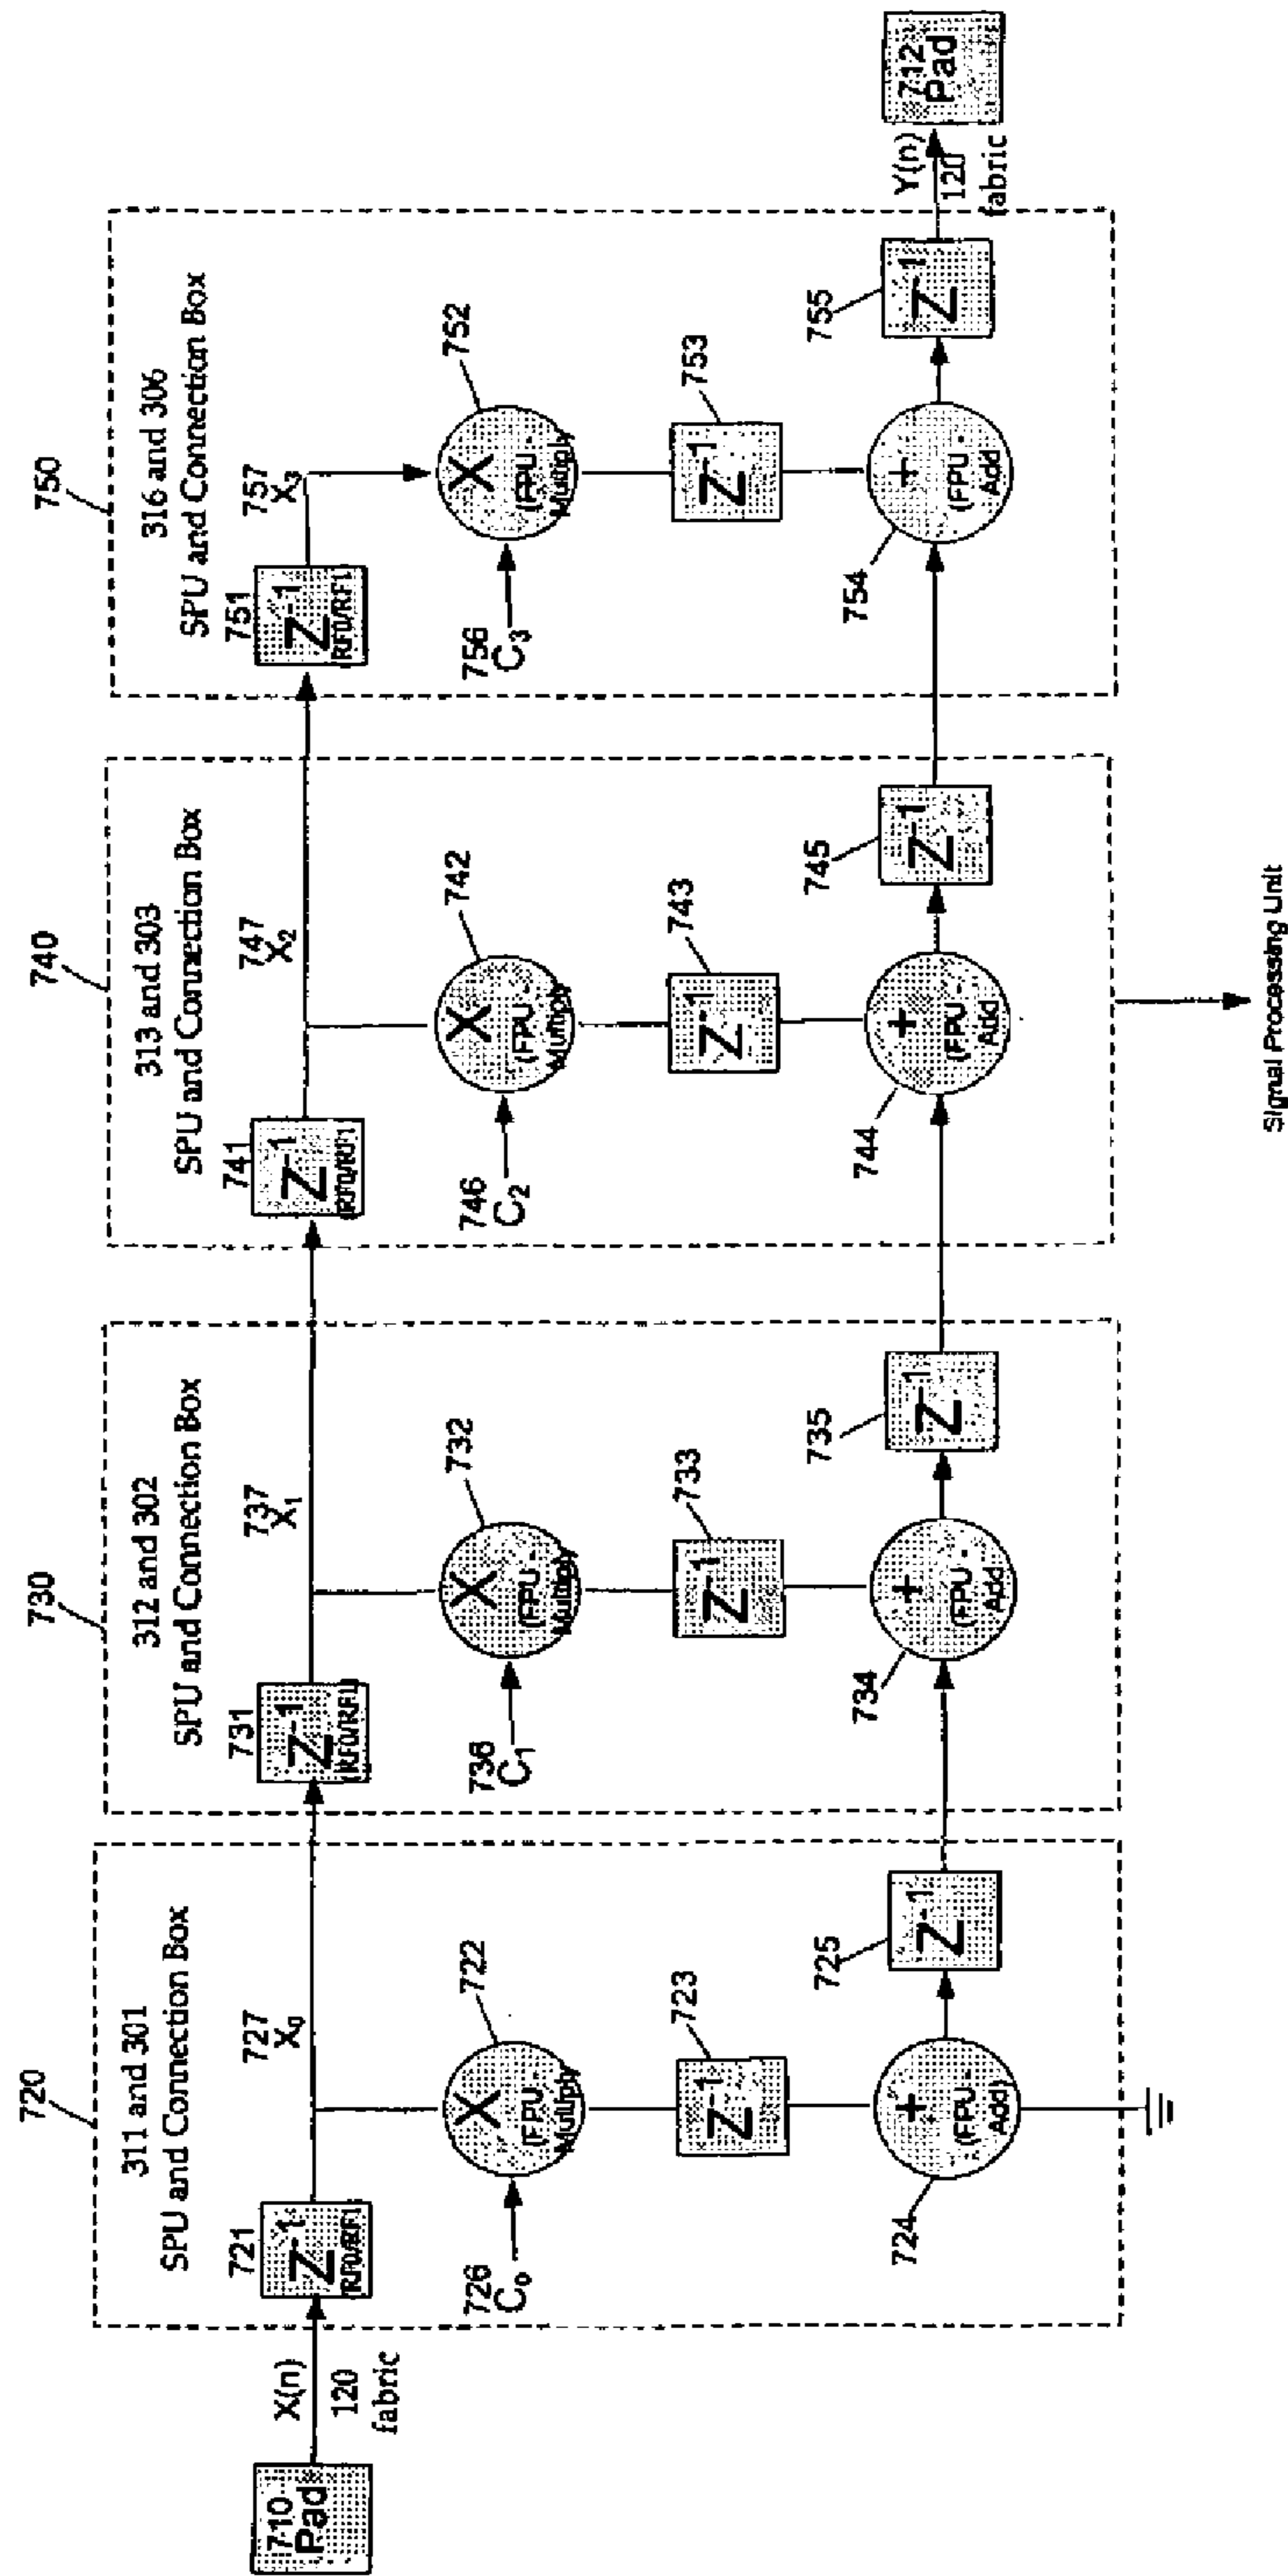 710
Pad
X(n)
120
fabric
720
311 and 301
SPU and Connection Box
721
Z-1
(RF0/RF1
727
X0
722
X
(FPU -
Multiply
726
C0
723
Z-1
724
+
(FPU -
Add)
725
Z-1
730
312 and 302
SPU and Connection Box
731
Z-1
(RF0/RF1)
737
X1
732
X
(FPU -
Multiply
738
C1
733
Z-1
734
+
(FPU -
Add)
735
Z-1
740
313 and 303
SPU and Connection Box
741
Z-1
(RF0/RF1
747
X2
742
X
(FPU -
Multiply
746
C2
743
Z-1
744
+
(FPU -
Add
745
Z-1
750
316 and 306
SPU and Connection Box
751
Z-1
(RF0/RF1
757
X3
752
X
(FPU -
Multiply
756
C3
753
Z-1
754
+
(FPU -
Add
755
Z-1
Y(n)
120
fabric
712
Pad
Signal Processing Unit